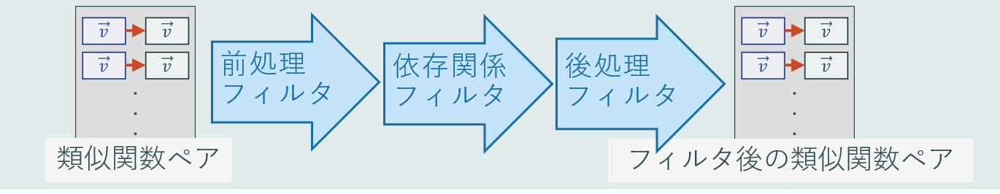 v v
v v
前処理
フィルタ
依存関係
フィルタ
後処理
フィルタ
v v
v v
類似関数ペア
フィルタ後の類似関数ペア